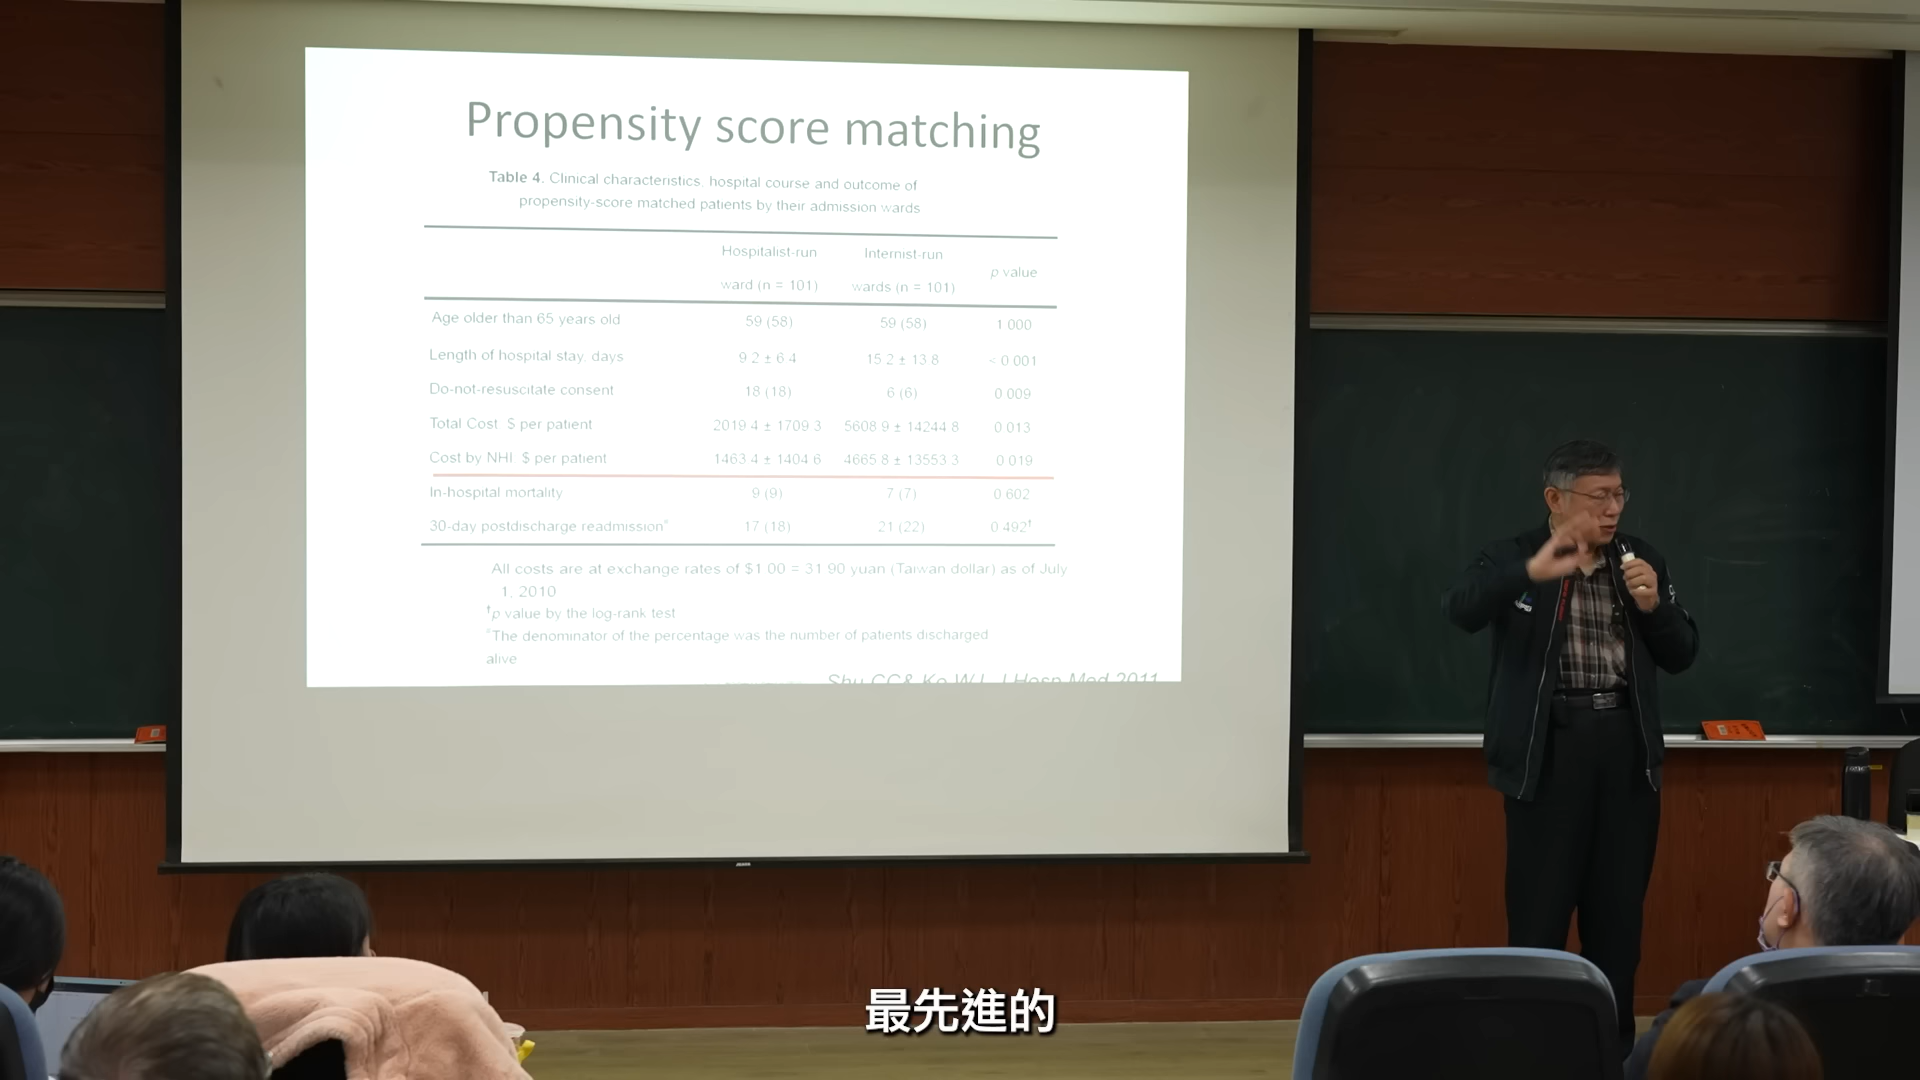 Propensity score matching
Table 4. Clinical characteristics, hospital course and outcome of
propensity-score matched patients by their admission wards
Hospitalist-run Internist-run
p value
ward (n = 101) wards (n = 101)
Age older than 65 years old 59 (58) 59 (58) 1.000
Length of hospital stay, days 9.2 ± 6.4 15.2 ± 13.8 < 0.001
Do-not-resuscitate consent 18 (18) 6 (6) 0.009
Total Cost, $ per patient 2019.4 ± 1709.3 5608.9 ± 14244.8 0.013
Cost by NHI, $ per patient 1463.4 ± 1404.6 4665.8 ± 13553.3 0.019
In-hospital mortality 9 (9) 7 (7) 0.602
30-day postdischarge readmission* 17 (18) 21 (22) 0.492†
All costs are at exchange rates of $1.00 = 31.90 yuan (Taiwan dollar) as of July
1, 2010
†p value by the log-rank test
*The denominator of the percentage was the number of patients discharged
alive
Shu CC& Ko WJ, J Hosp Med 2011
最先進的